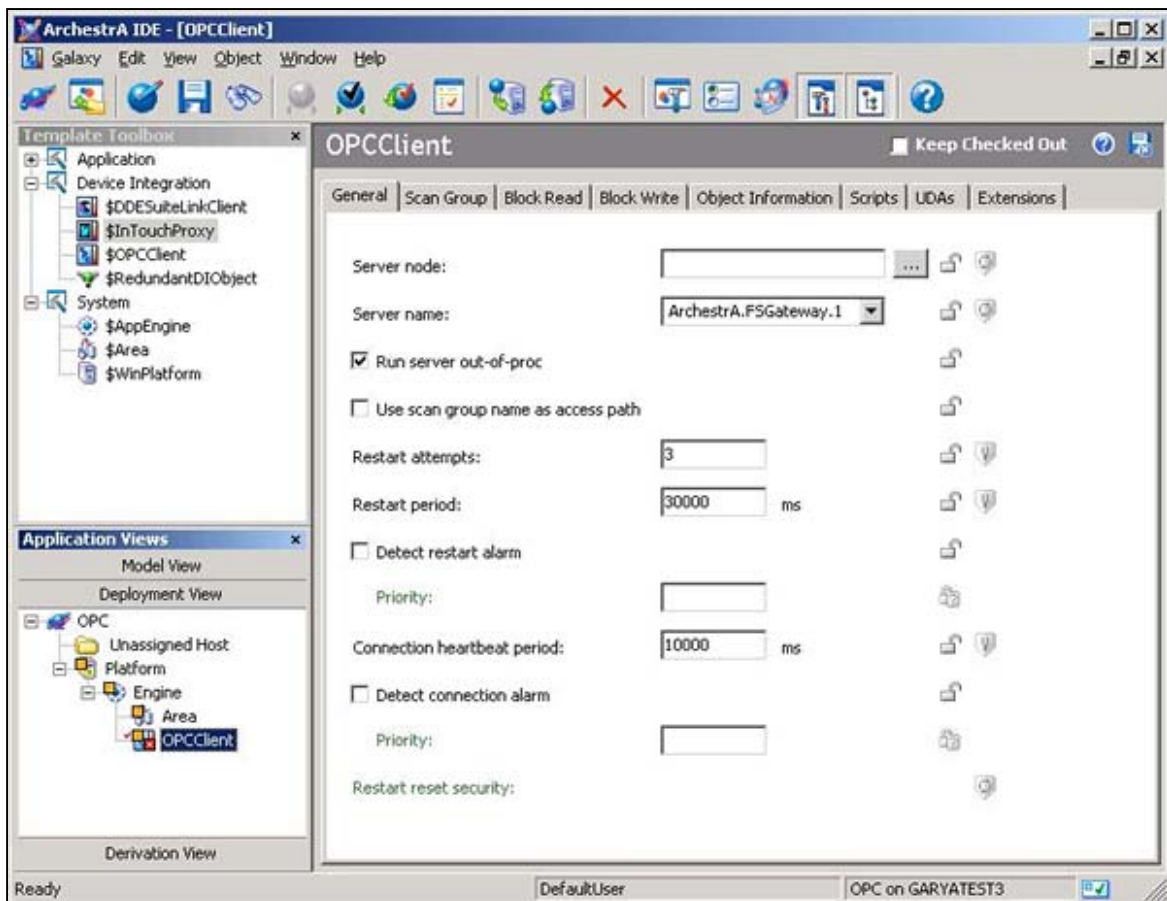 ArchestrA IDE - [OPCClient]
Galaxy Edit View Object Window Help
Template Toolbox
Application
Device Integration
$DDESuiteLinkClient
$InTouchProxy
$OPCClient
$RedundantDIObject
System
$AppEngine
$Area
$WinPlatform
Application Views
Model View
Deployment View
OPC
Unassigned Host
Platform
Engine
Area
OPCClient
Derivation View
OPCClient Keep Checked Out
General Scan Group Block Read Block Write Object Information Scripts UDAs Extensions
Server node: ...
Server name: ArchestrA.FSGateway.1
Run server out-of-proc
Use scan group name as access path
Restart attempts: 3
Restart period: 30000 ms
Detect restart alarm
Priority:
Connection heartbeat period: 10000 ms
Detect connection alarm
Priority:
Restart reset security:
Ready DefaultUser OPC on GARYATEST3